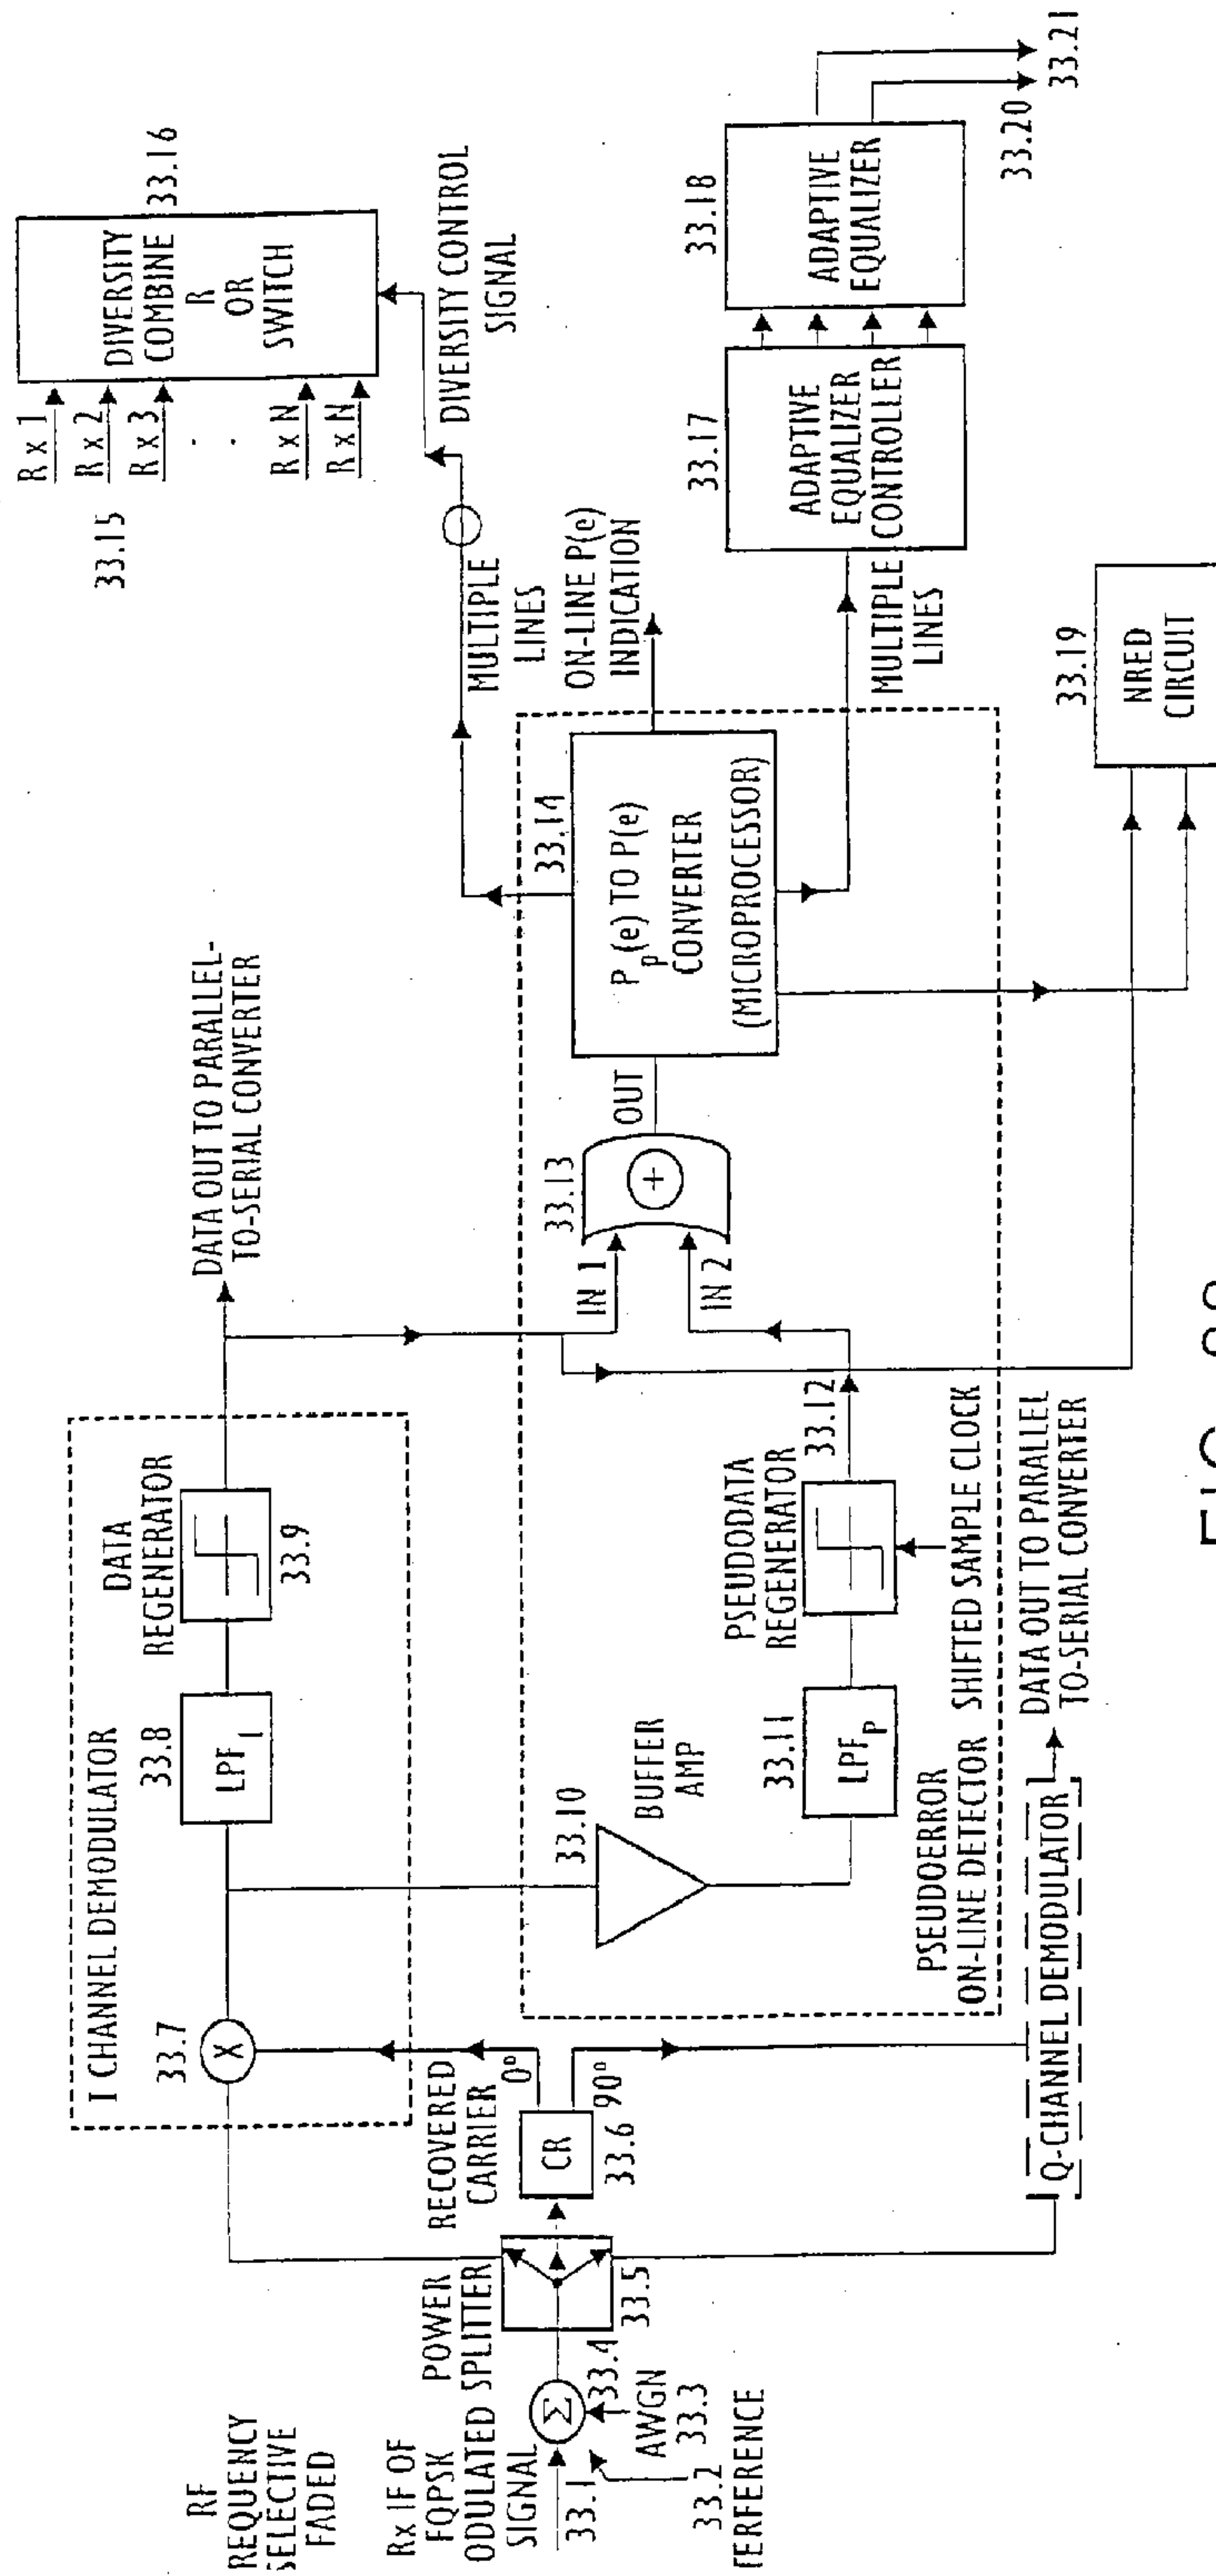 RF
REQUENCY
SELECTIVE
FADED
Rx IF OF
FQPSK
ODULATED
SIGNAL
33.1
33.2
TERFERENCE
AWGN
33.3
33.4
Σ
POWER
SPLITTER
33.5
RECOVERED
CARRIER
CR
33.6
0°
90°
I CHANNEL DEMODULATOR
33.7
X
33.8
LPF I
DATA
REGENERATOR
33.9
DATA OUT TO PARALLEL-
TO-SERIAL CONVERTER
33.10
BUFFER
AMP
33.11
LPF P
PSEUDODATA
REGENERATOR
33.12
SHIFTED SAMPLE CLOCK
PSEUDOERROR
ON-LINE DETECTOR
Q-CHANNEL DEMODULATOR
DATA OUT TO PARALLEL
TO-SERIAL CONVERTER
IN 1
IN 2
33.13
+
OUT
33.14
Pp(e) TO P(e)
CONVERTER
(MICROPROCESSOR)
MULTIPLE
LINES
ON-LINE P(e)
INDICATION
DIVERSITY CONTROL
SIGNAL
33.15
Rx 1
Rx 2
Rx 3
Rx N
Rx N
DIVERSITY
COMBINE
R
OR
SWITCH
33.16
MULTIPLE
LINES
33.17
ADAPTIVE
EQUALIZER
CONTROLLER
33.18
ADAPTIVE
EQUALIZER
33.20
33.21
33.19
NRED
CIRCUIT